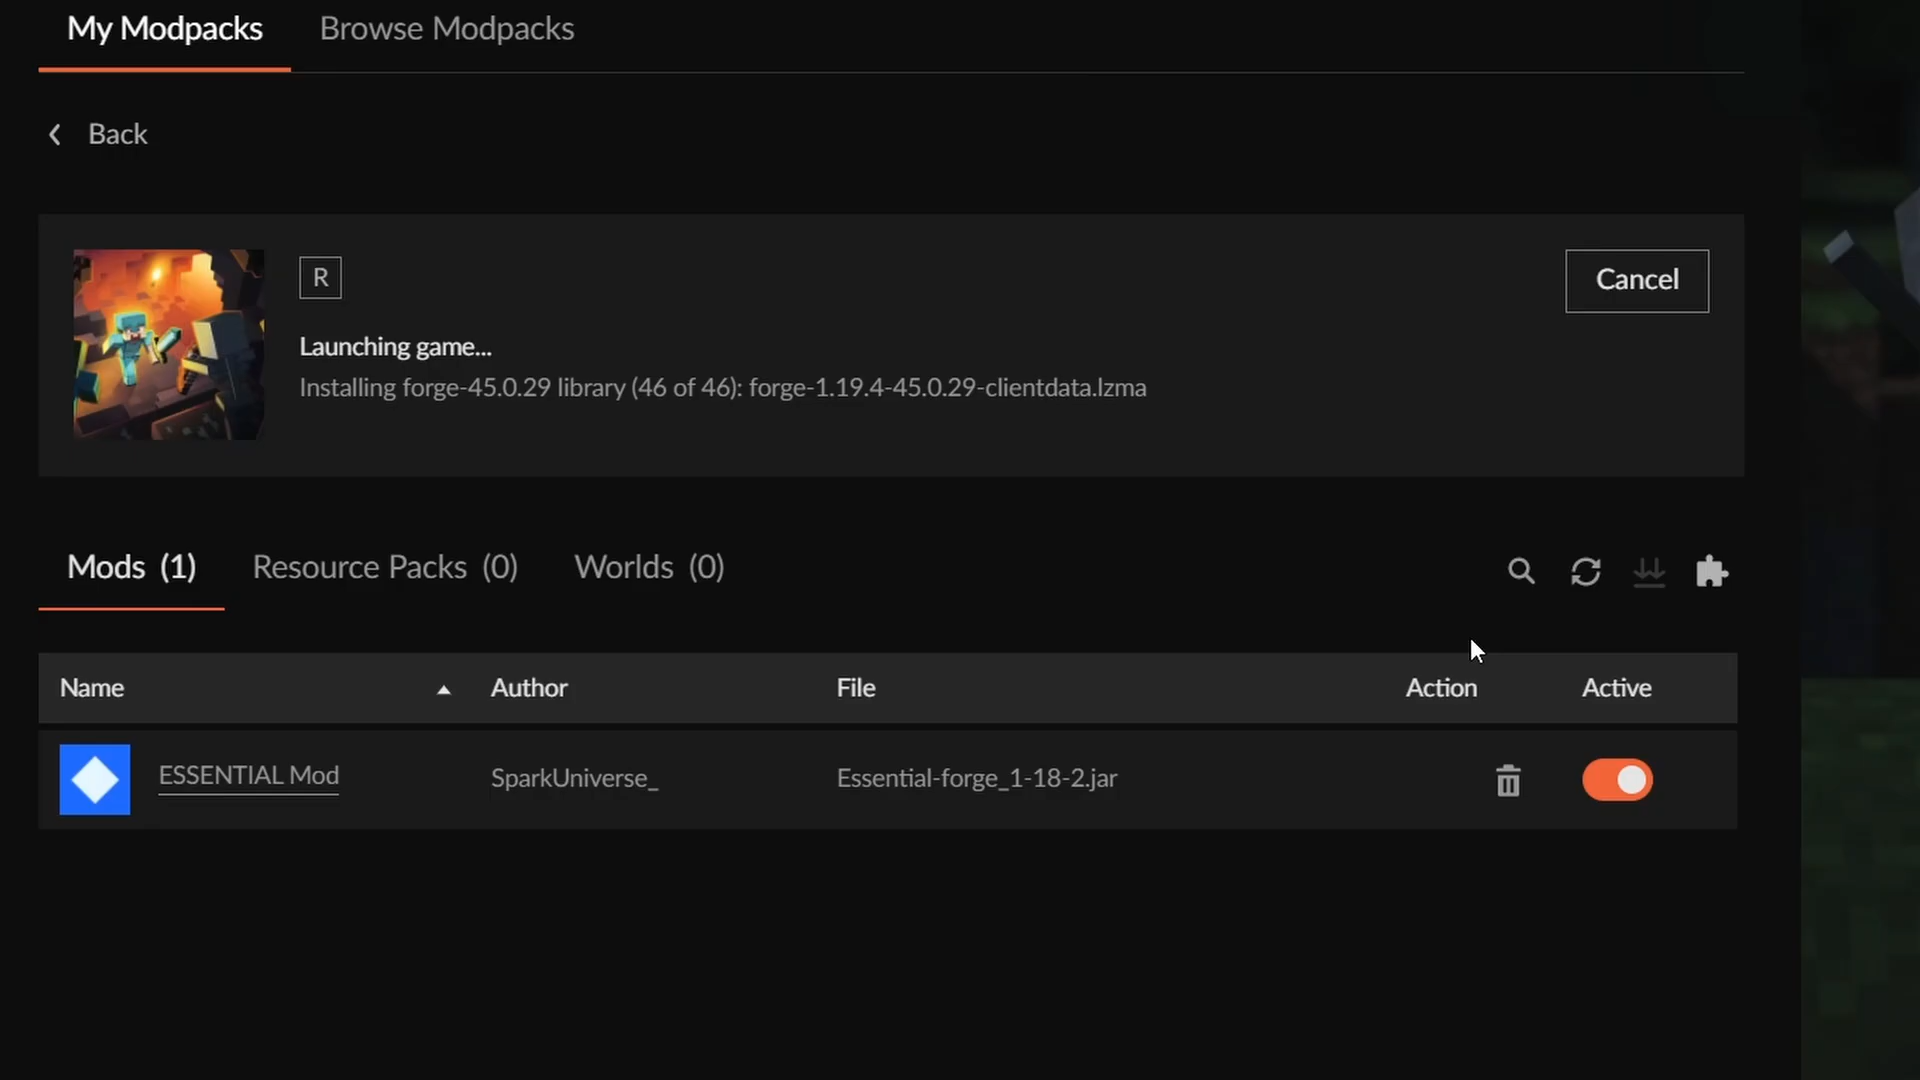 My Modpacks Browse Modpacks
Back
R
Cancel
Launching game...
Installing forge-45.0.29 library (46 of 46): forge-1.19.4-45.0.29-clientdata.lzma
Mods (1) Resource Packs (0) Worlds (0)
Name Author File Action Active
ESSENTIAL Mod SparkUniverse_ Essential-forge_1-18-2.jar